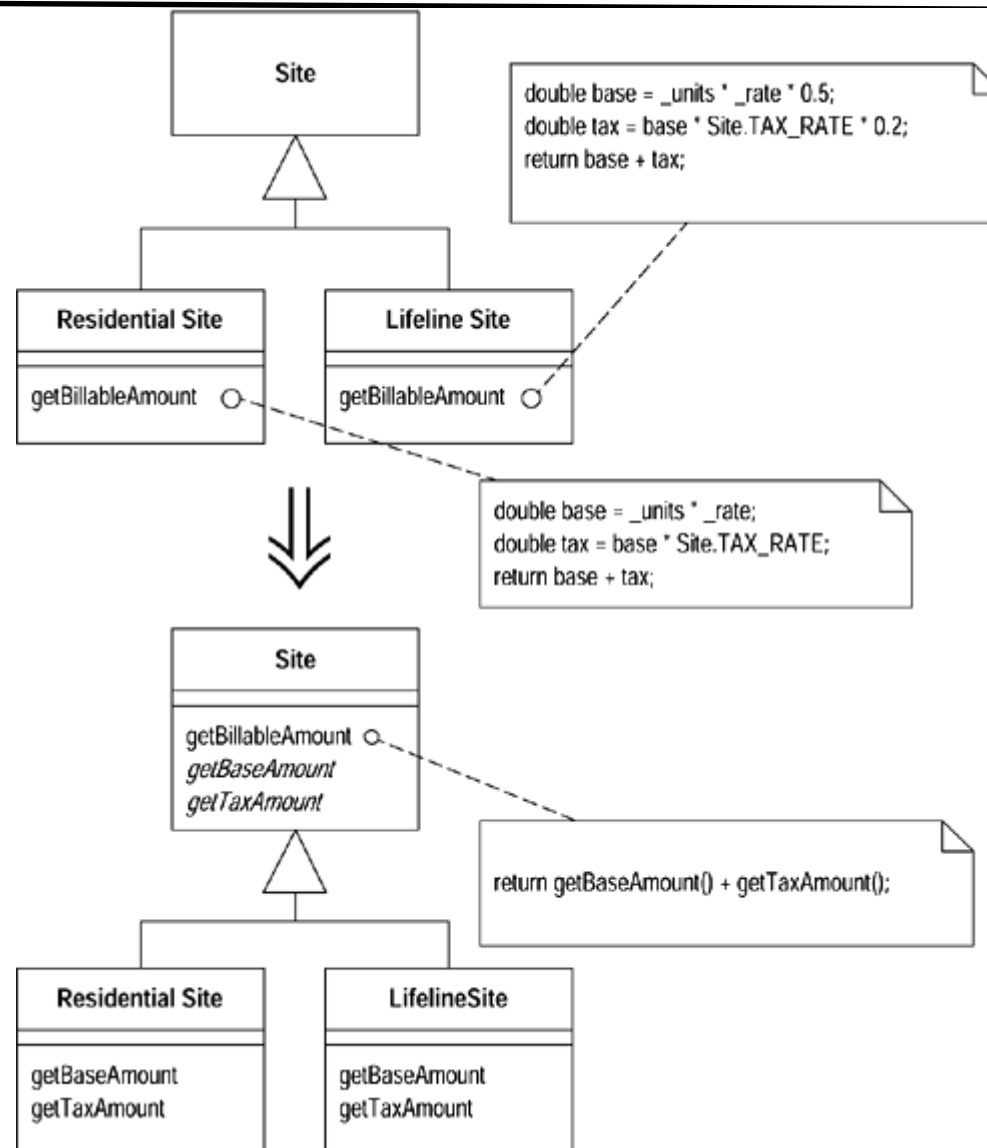 Site
double base = _units * _rate * 0.5;
double tax = base * Site.TAX_RATE * 0.2;
return base + tax;
Residential Site
getBillableAmount
Lifeline Site
getBillableAmount
double base = _units * _rate;
double tax = base * Site.TAX_RATE;
return base + tax;
Site
getBillableAmount
getBaseAmount
getTaxAmount
return getBaseAmount() + getTaxAmount();
Residential Site
getBaseAmount
getTaxAmount
LifelineSite
getBaseAmount
getTaxAmount